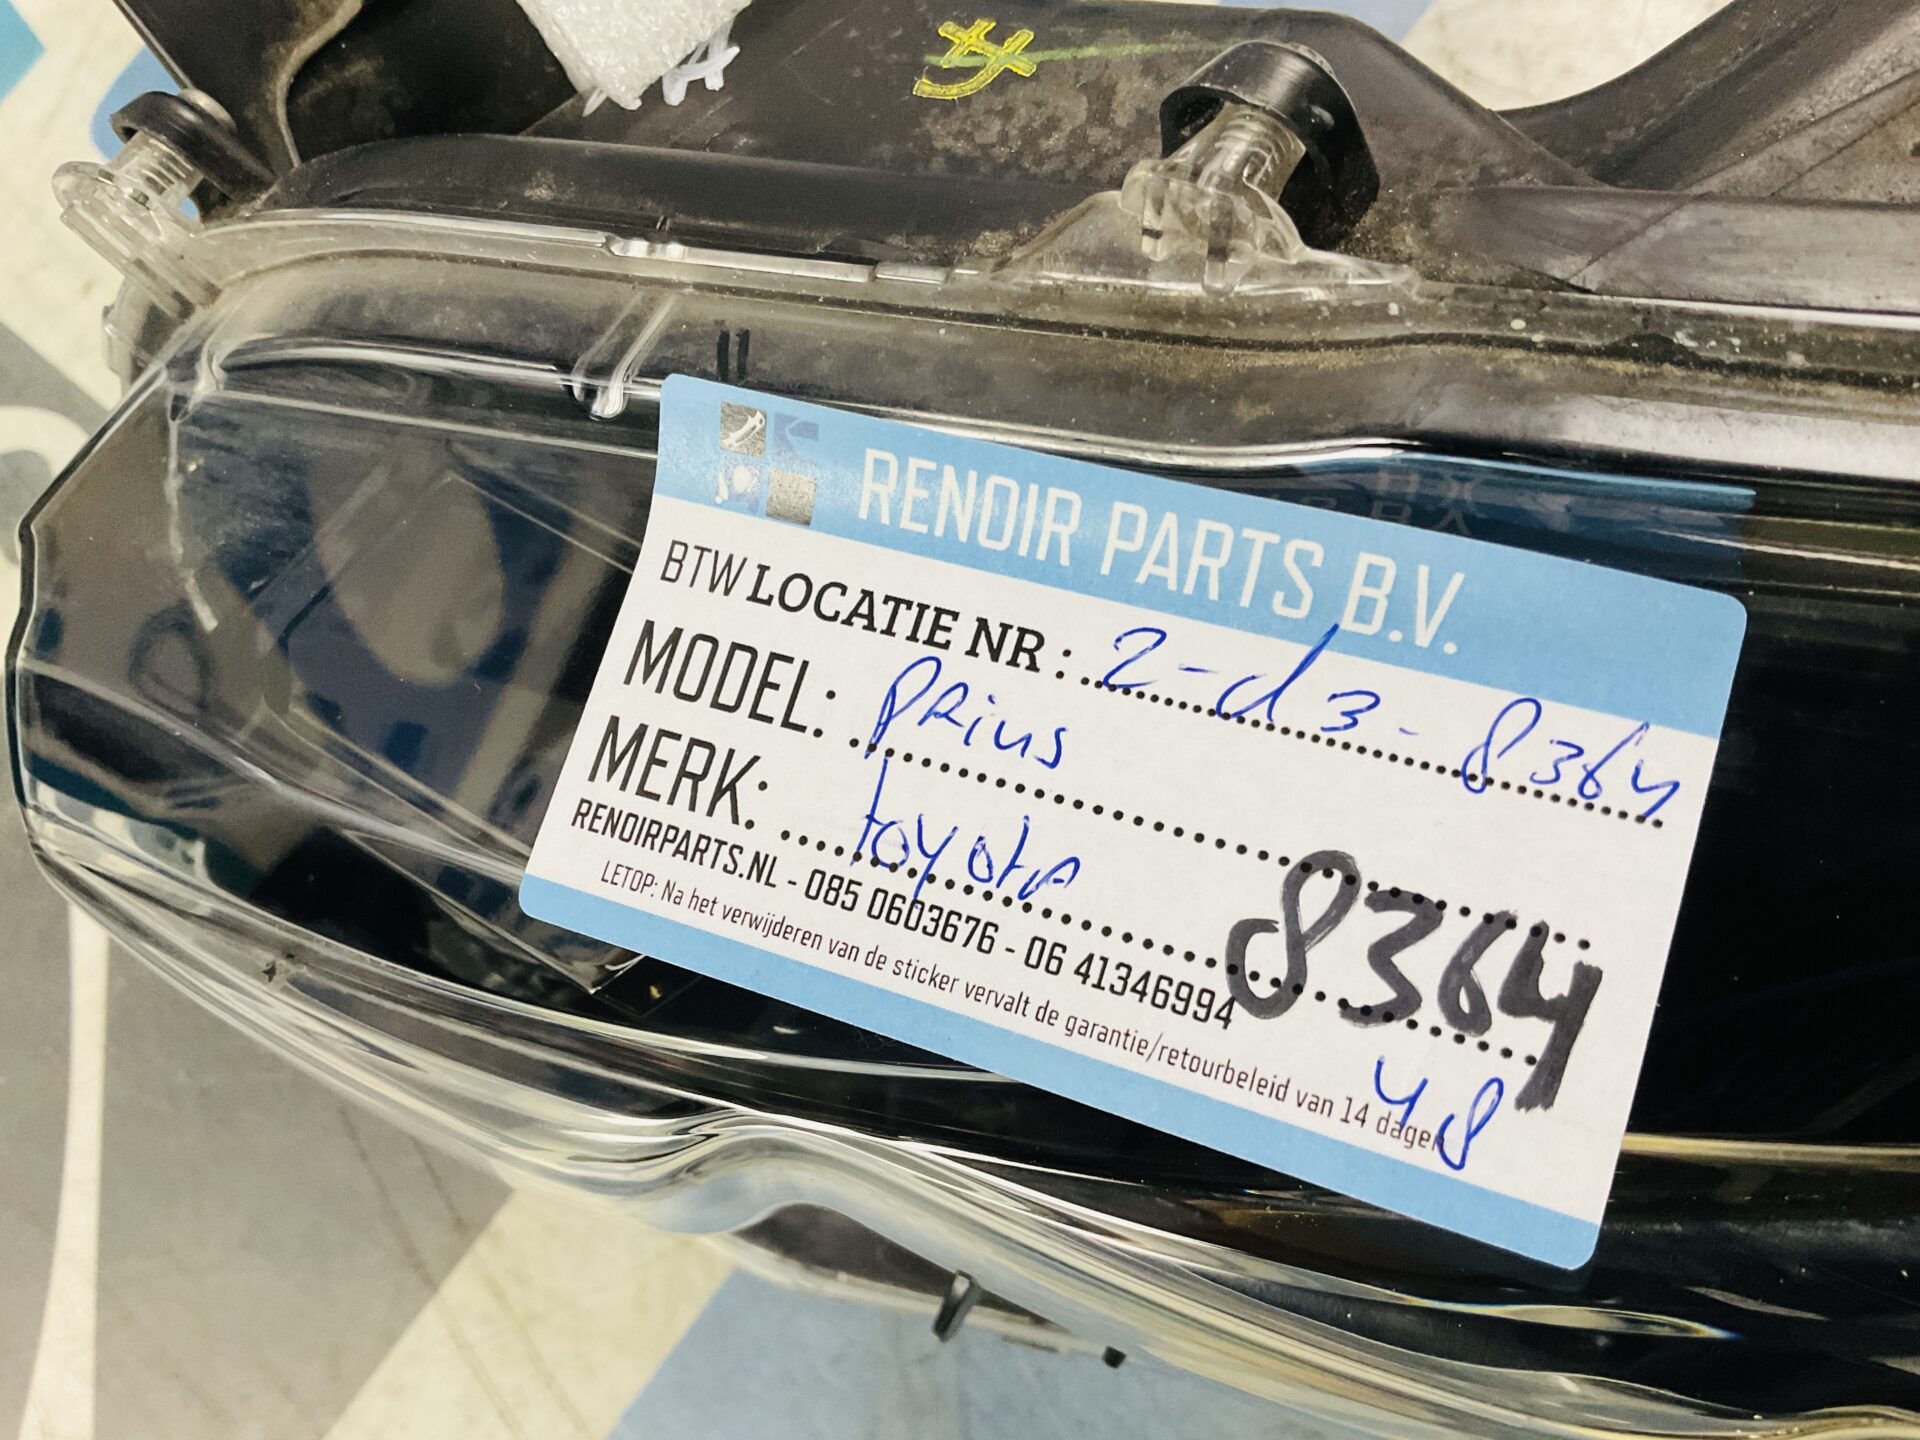 RENOIR PARTS B.V.
BTW LOCATIE NR : 2-d3-8364
MODEL: PRius
MERK: toyota
8364
RENOIRPARTS.NL - 085 0603676 - 06 41346994
LETOP: Na het verwijderen van de sticker vervalt de garantie/retourbeleid van 14 dagen
48